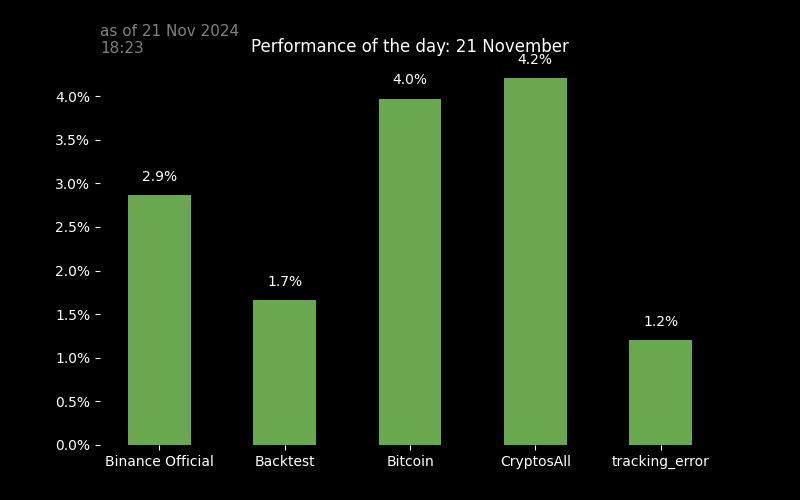 as of 21 Nov 2024
18:23
Performance of the day: 21 November
4.2%
4.0%
4.0%
3.5%
3.0%
2.9%
2.5%
2.0%
1.7%
1.5%
1.2%
1.0%
0.5%
0.0%
Binance Official
Backtest
Bitcoin
CryptosAll
tracking_error